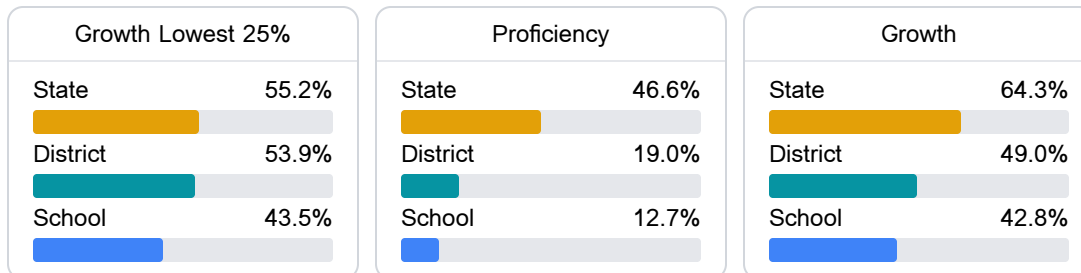 Growth Lowest 25%
State 55.2%
District 53.9%
School 43.5%
Proficiency
State 46.6%
District 19.0%
School 12.7%
Growth
State 64.3%
District 49.0%
School 42.8%